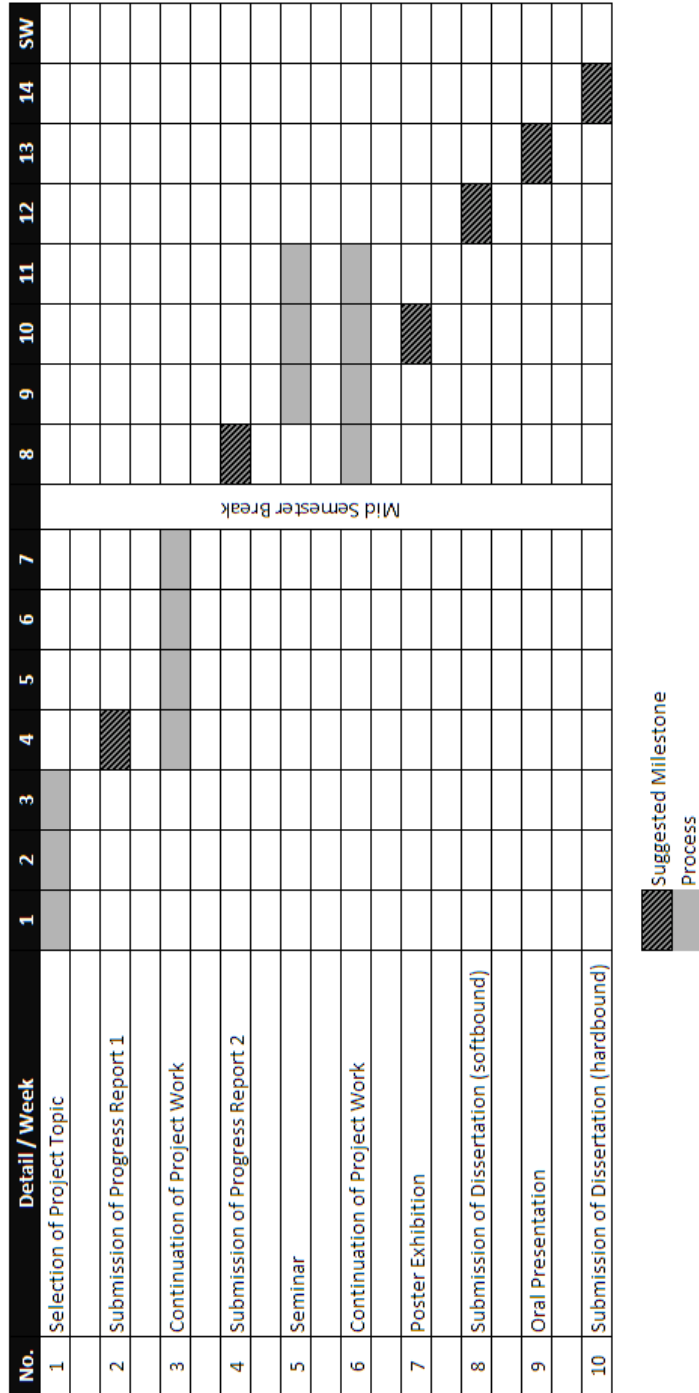 No. Detail / Week 1 2 3 4 5 6 7 8 9 10 11 12 13 14 SW
1 Selection of Project Topic
2 Submission of Progress Report 1
3 Continuation of Project Work
4 Submission of Progress Report 2
5 Seminar
6 Continuation of Project Work
7 Poster Exhibition
8 Submission of Dissertation (softbound)
9 Oral Presentation
10 Submission of Dissertation (hardbound)
Mid Semester Break
Suggested Milestone
Process